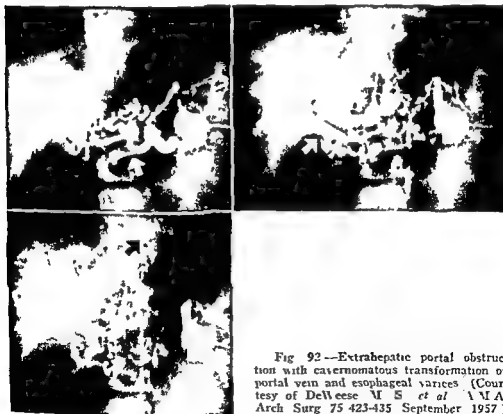 Fig 92—Extrahepatic portal obstruc
tion with cavernomatous transformation o
portal vein and esophageal varices (Cour
tesy of DeWeese M S et al A M A
Arch Surg 75 423-435 September 1957